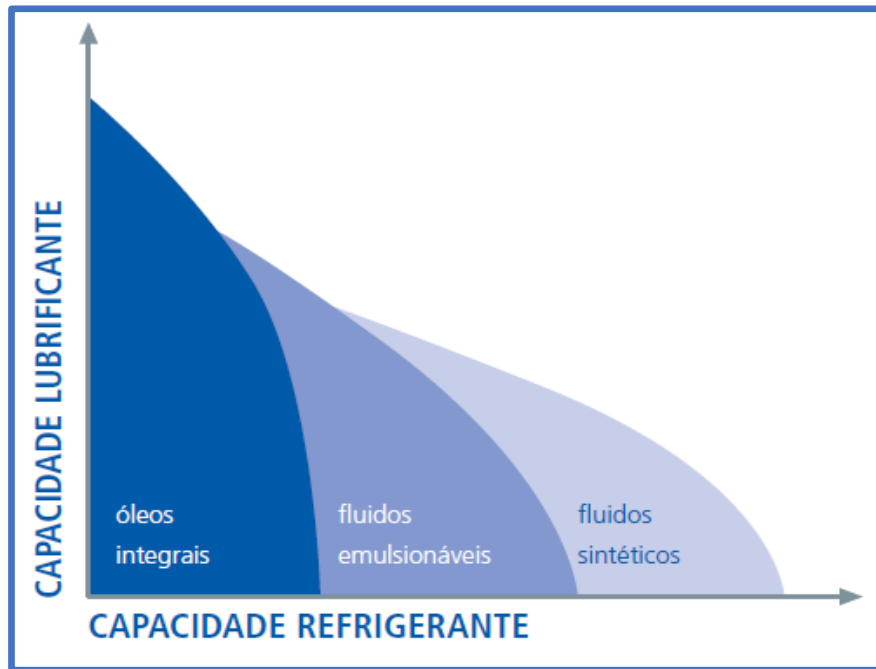 CAPACIDADE LUBRIFICANTE
óleos
integrais
fluidos
emulsionáveis
fluidos
sintéticos
CAPACIDADE REFRIGERANTE